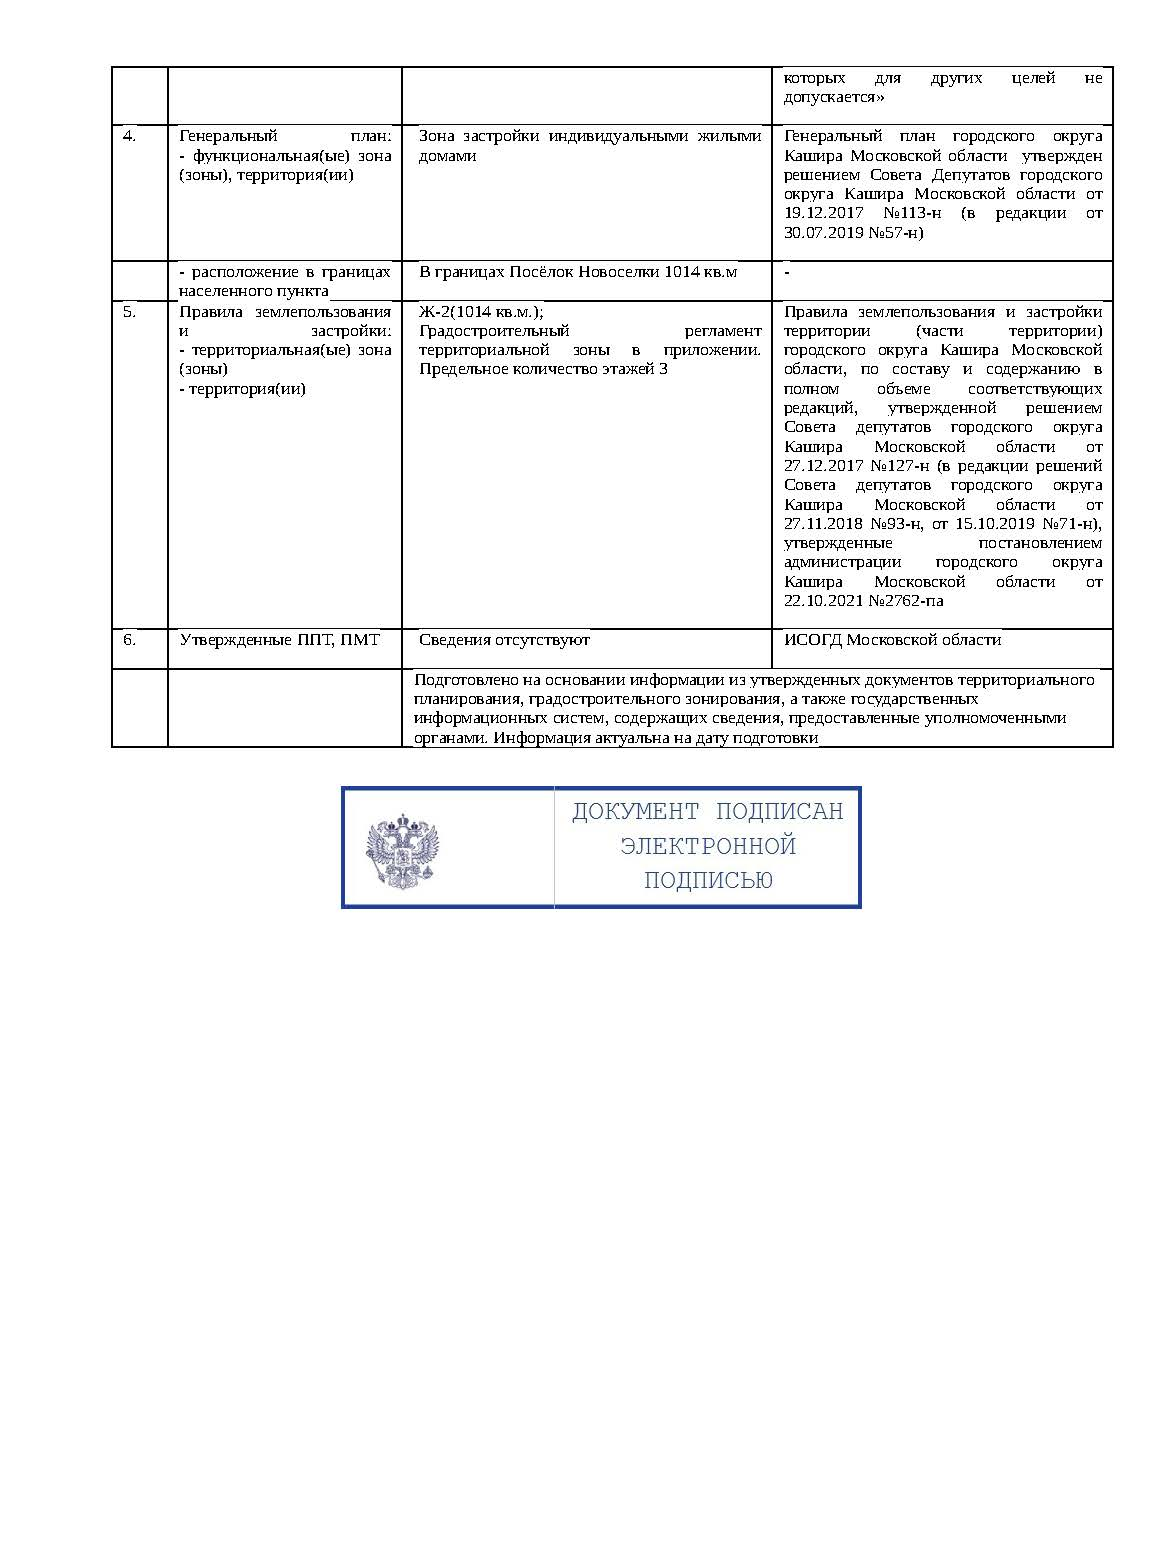 которых для других целей не
допускается»
4.
Генеральный план:
- функциональная(ые) зона
(зоны), территория(ии)
Зона застройки индивидуальными жилыми
домами
Генеральный план городского округа
Кашира Московской области утвержден
решением Совета Депутатов городского
округа Кашира Московской области от
19.12.2017 №113-н (в редакции от
30.07.2019 №57-н)
- расположение в границах
населенного пункта
В границах Посёлок Новоселки 1014 кв.м
-
5.
Правила землепользования
и застройки:
- территориальная(ые) зона
(зоны)
- территория(ии)
Ж-2(1014 кв.м.);
Градостроительный регламент
территориальной зоны в приложении.
Предельное количество этажей 3
Правила землепользования и застройки
территории (части территории)
городского округа Кашира Московской
области, по составу и содержанию в
полном объеме соответствующих
редакций, утвержденной решением
Совета депутатов городского округа
Кашира Московской области от
27.12.2017 №127-н (в редакции решений
Совета депутатов городского округа
Кашира Московской области от
27.11.2018 №93-н, от 15.10.2019 №71-н),
утвержденные постановлением
администрации городского округа
Кашира Московской области от
22.10.2021 №2762-па
6.
Утвержденные ППТ, ПМТ
Сведения отсутствуют
ИСОГД Московской области
Подготовлено на основании информации из утвержденных документов территориального
планирования, градостроительного зонирования, а также государственных
информационных систем, содержащих сведения, предоставленные уполномоченными
органами. Информация актуальна на дату подготовки
ДОКУМЕНТ ПОДПИСАН
ЭЛЕКТРОННОЙ
ПОДПИСЬЮ